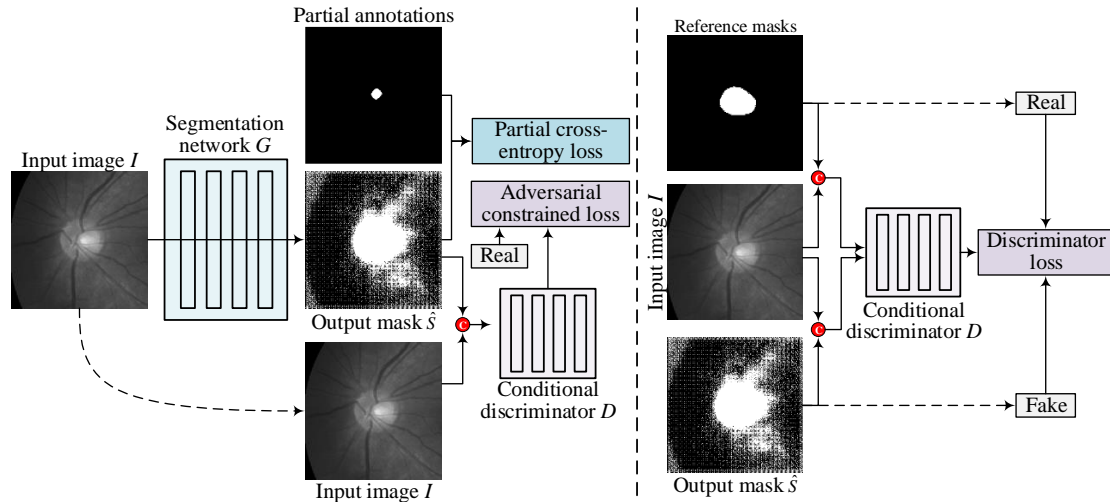 Partial annotations
Segmentation
network G
Input image I
Partial cross-
entropy loss
Adversarial
constrained loss
Real
Output mask ŝ
C
Conditional
discriminator D
Input image I
Reference masks
Real
C
Input image I
Discriminator
loss
Conditional
discriminator D
C
Fake
Output mask ŝ